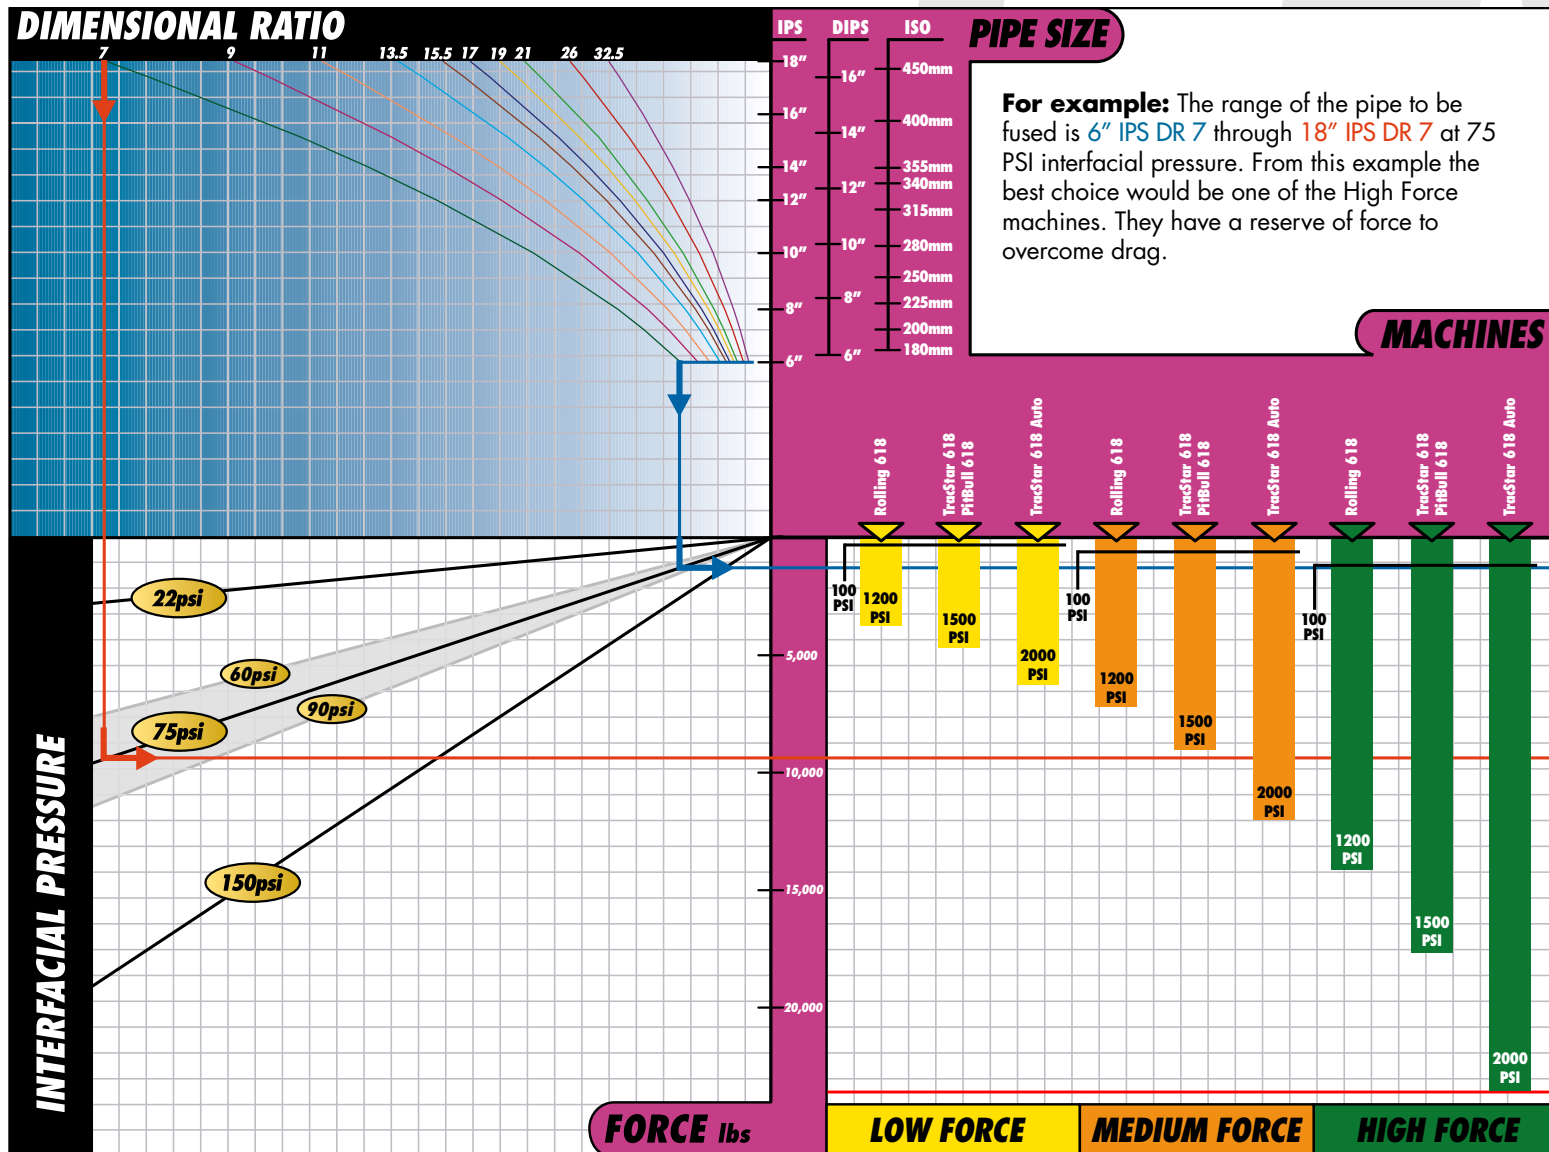 DIMENSIONAL RATIO
7 9 11 13.5 15.5 17 19 21 26 32.5
IPS DIPS ISO
18"
16"
14"
12"
10"
8"
6"
16"
14"
12"
10"
8"
6"
450mm
400mm
355mm
340mm
315mm
280mm
250mm
225mm
200mm
180mm
PIPE SIZE
For example: The range of the pipe to be
fused is 6" IPS DR 7 through 18" IPS DR 7 at 75
PSI interfacial pressure. From this example the
best choice would be one of the High Force
machines. They have a reserve of force to
overcome drag.
MACHINES
Rolling 618
TracStar 618
PitBull 618
TracStar 618 Auto
Rolling 618
TracStar 618
PitBull 618
TracStar 618 Auto
Rolling 618
TracStar 618
PitBull 618
TracStar 618 Auto
INTERFACIAL PRESSURE
22psi
60psi
75psi
90psi
150psi
5,000
10,000
15,000
20,000
FORCE lbs
100
PSI
1200
PSI
1500
PSI
2000
PSI
100
PSI
1200
PSI
1500
PSI
2000
PSI
100
PSI
1200
PSI
1500
PSI
2000
PSI
LOW FORCE
MEDIUM FORCE
HIGH FORCE